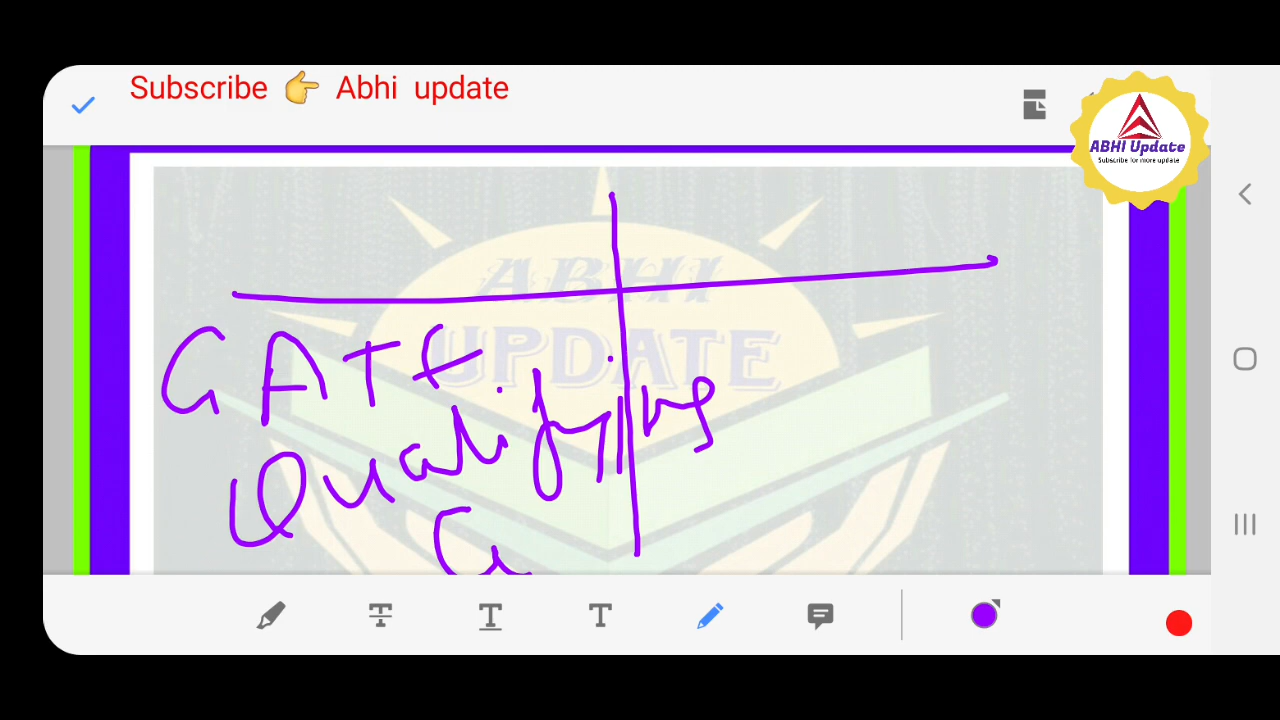 Subscribe 👉 Abhi update
ABHI Update
Subscribe for more update
ABHI
UPDATE
GATE
Qualifying